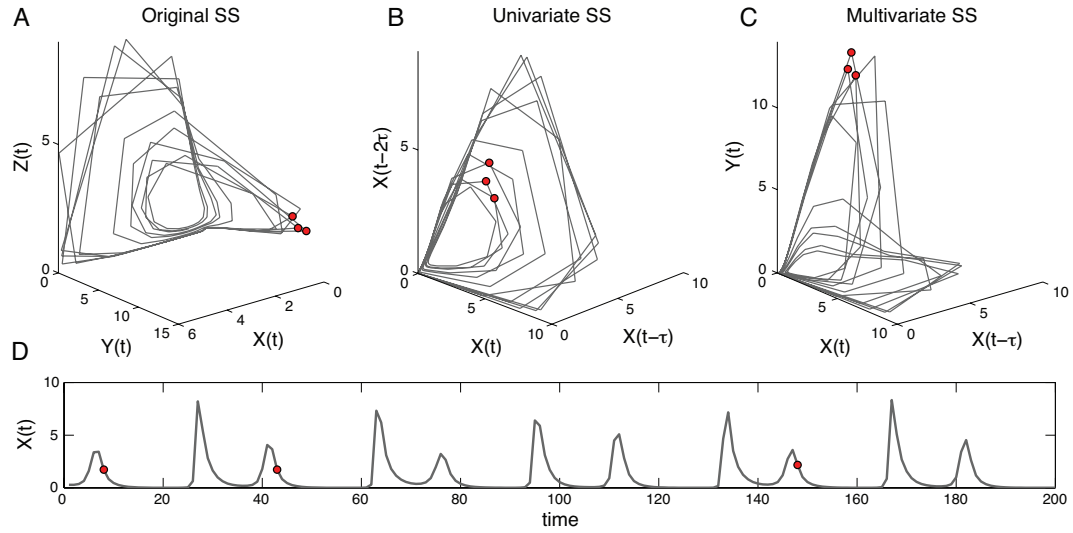 A Original SS
B Univariate SS
C Multivariate SS
Z(t)
5
0
0
5
10
15
Y(t)
6
4
2
0
X(t)
X(t−2τ)
5
0
0
5
10
X(t)
0
5
10
X(t−τ)
Y(t)
10
5
0
0
5
10
X(t)
0
5
10
X(t−τ)
D
X(t)
10
5
0
0 20 40 60 80 100 120 140 160 180 200
time